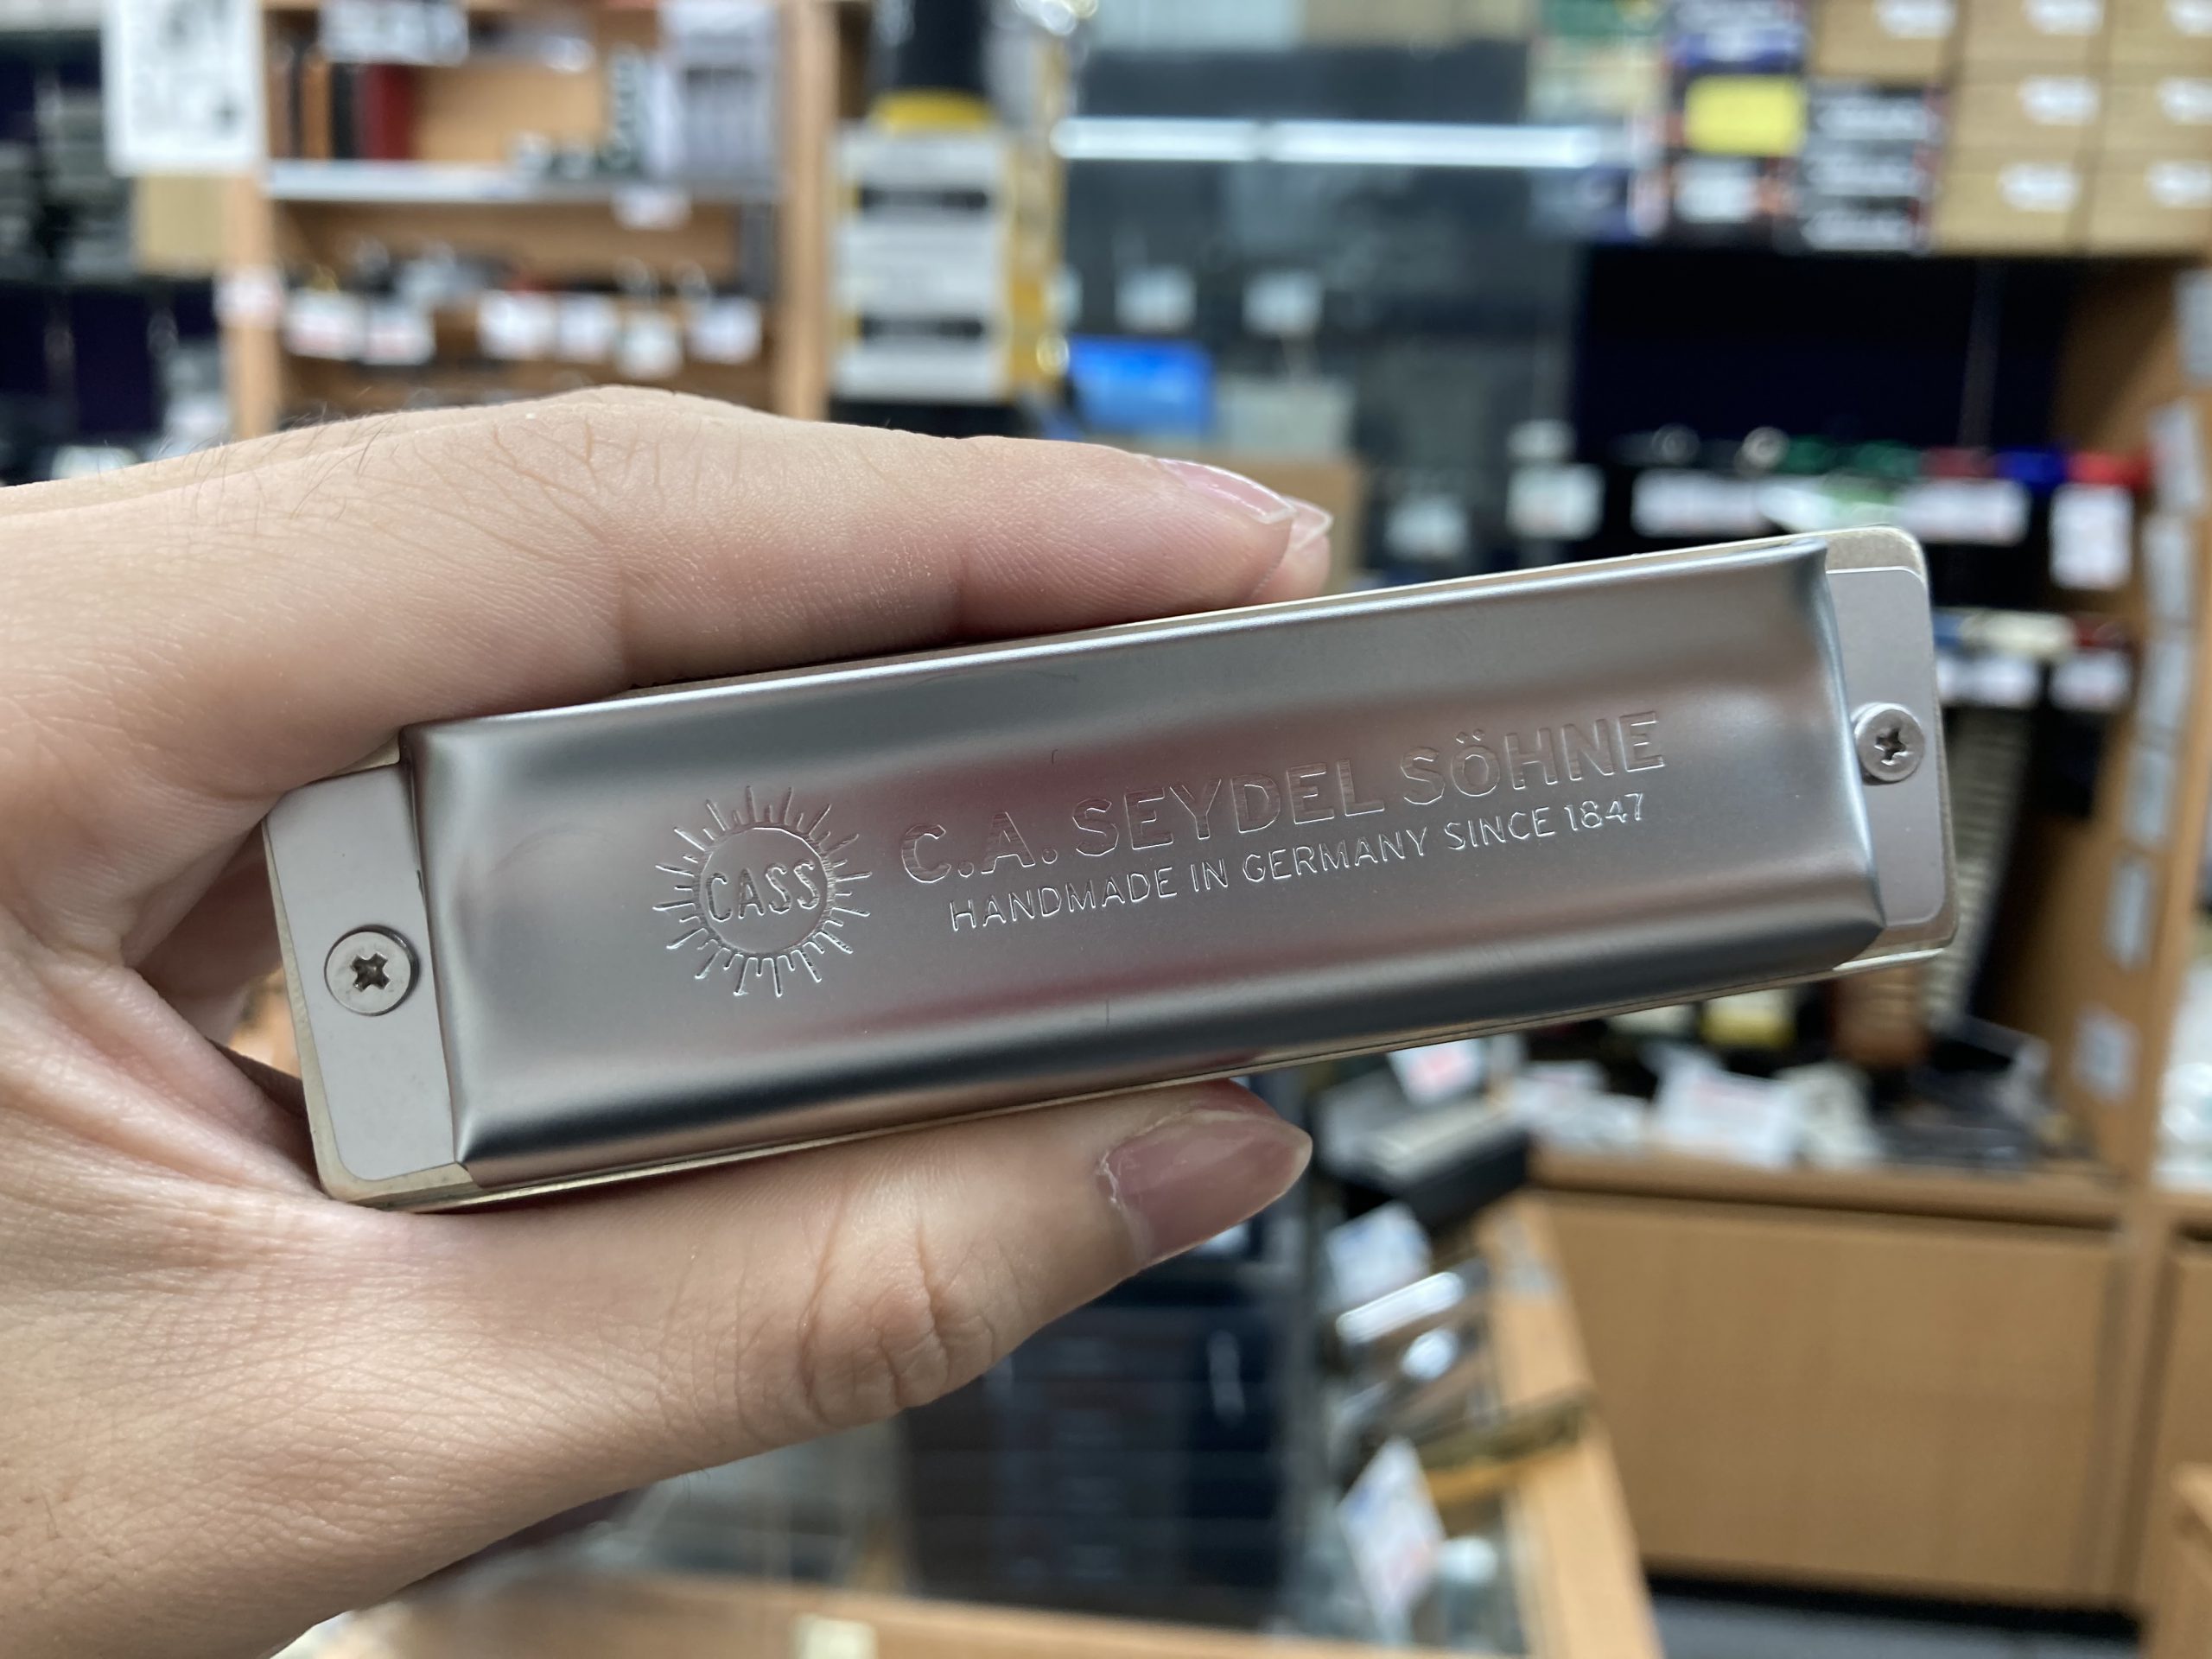 CASS
C.A. SEYDEL SÖHNE
HANDMADE IN GERMANY SINCE 1847